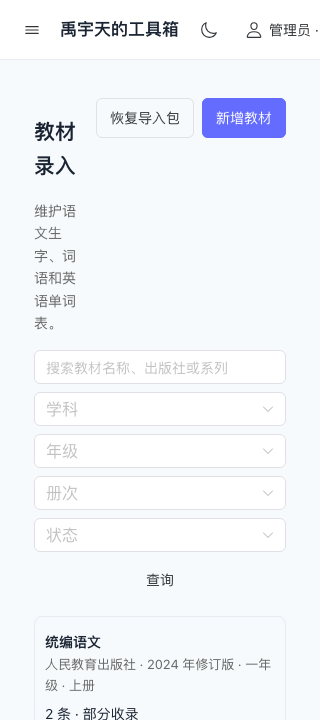 禹宇天的工具箱
管理员 ·
教材
录入
恢复导入包
新增教材
维护语
文生
字、词
语和英
语单词
表。
搜索教材名称、出版社或系列
学科
年级
册次
状态
查询
统编语文
人民教育出版社 · 2024 年修订版 · 一年
级 · 上册
2 条 · 部分收录